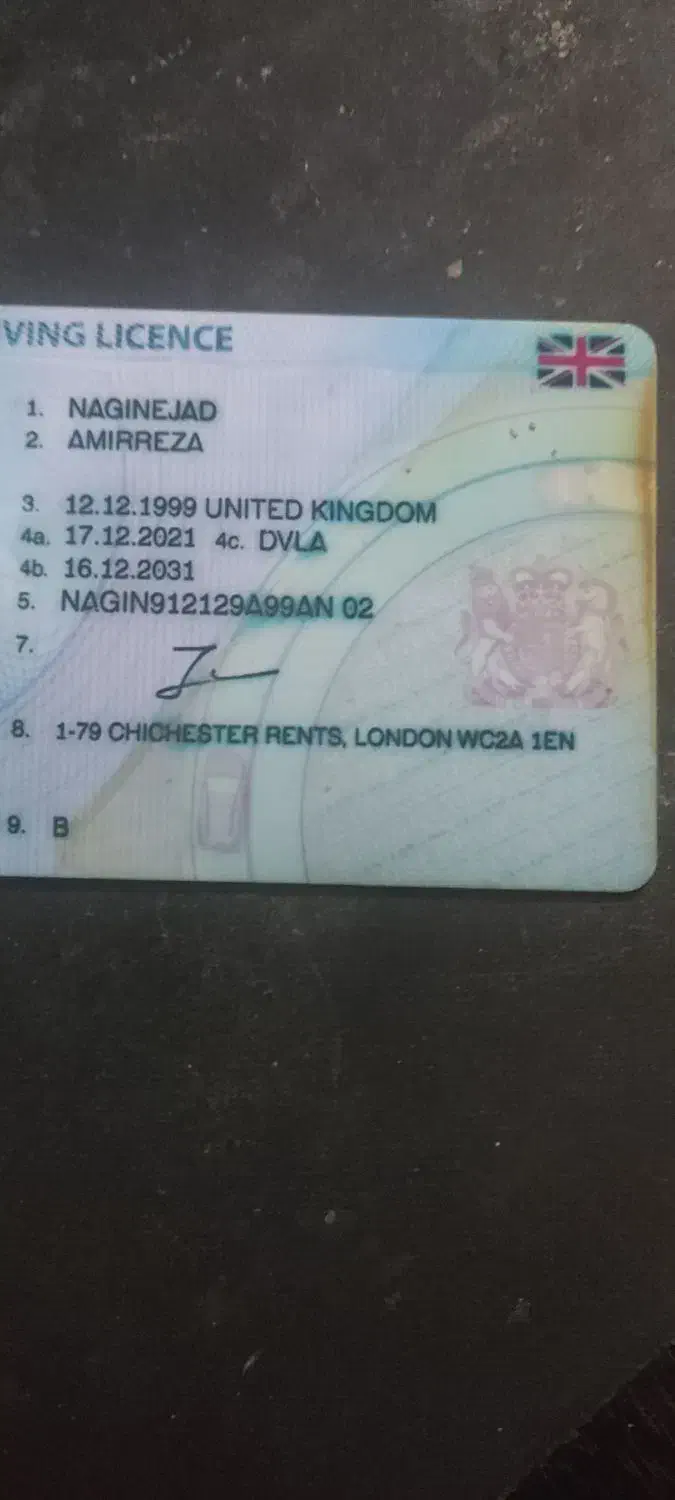 VING LICENCE
1. NAGINEJAD
2. AMIRREZA
3. 12.12.1999 UNITED KINGDOM
4a. 17.12.2021 4c. DVLA
4b. 16.12.2031
5. NAGIN912129A99AN 02
7.
8. 1-79 CHICHESTER RENTS, LONDON WC2A 1EN
9. B